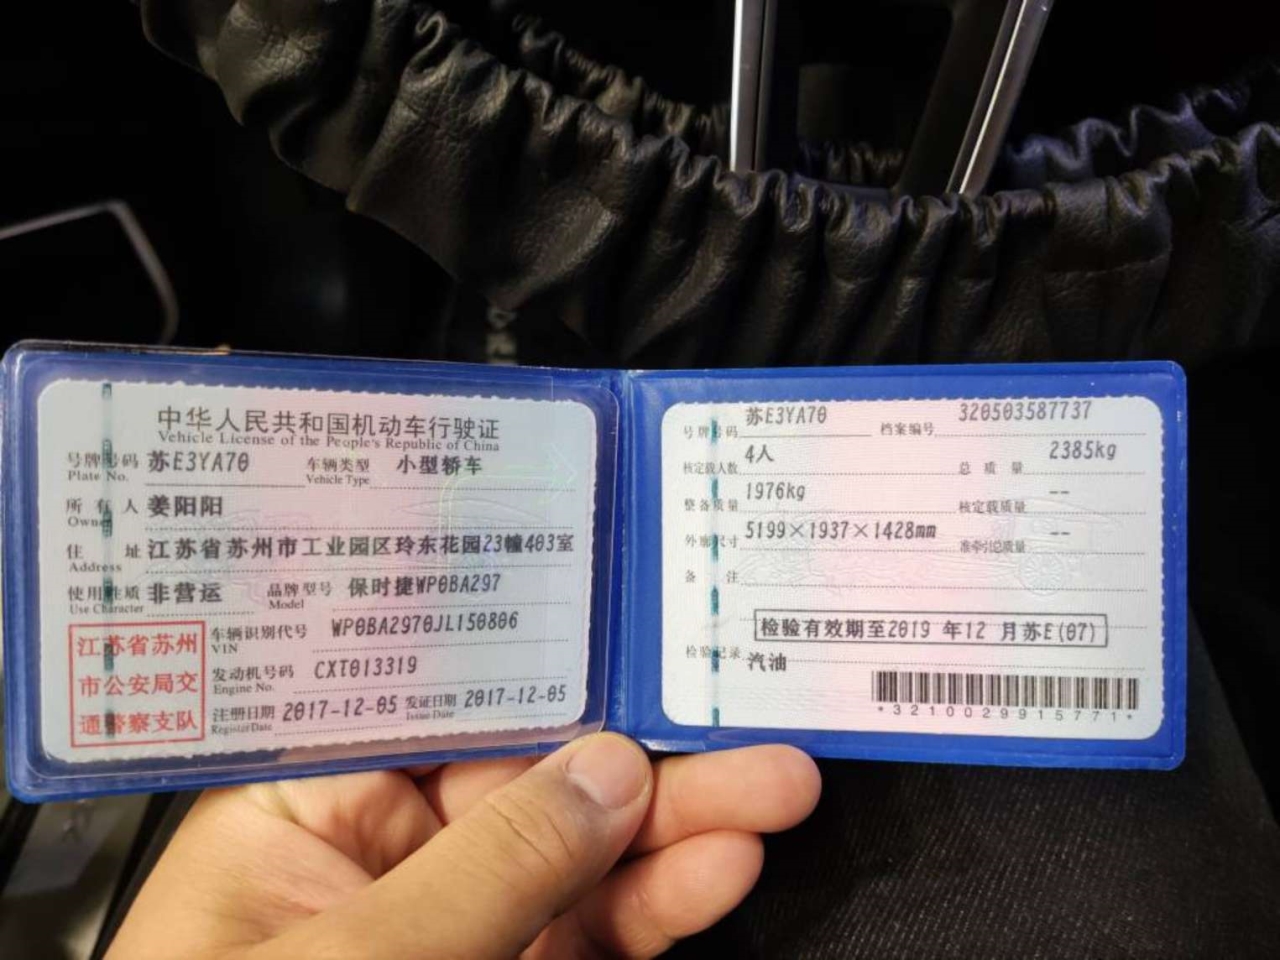 中华人民共和国机动车行驶证
Vehicle License of the People's Republic of China
号牌号码 苏E3YA70 车辆类型 小型轿车
Plate No. Vehicle Type
所有人 姜阳阳
Owner
住址 江苏省苏州市工业园区玲东花园23幢403室
Address
使用性质 非营运 品牌型号 保时捷WP0BA297
Use Character Model
江苏省苏州
市公安局交
通警察支队
车辆识别代号 WP0BA2970JL150806
VIN
发动机号码 CXT013319
Engine No.
注册日期 2017-12-05 发证日期 2017-12-05
Register Date Issue Date
号牌号码 苏E3YA70 档案编号 320503587737
核定载人数 4人 总质量 2385kg
整备质量 1976kg 核定载质量 --
外廓尺寸 5199×1937×1428mm 准牵引总质量 --
备注
检验有效期至2019 年12 月苏E(07)
检验记录 汽油
*3210029915771*